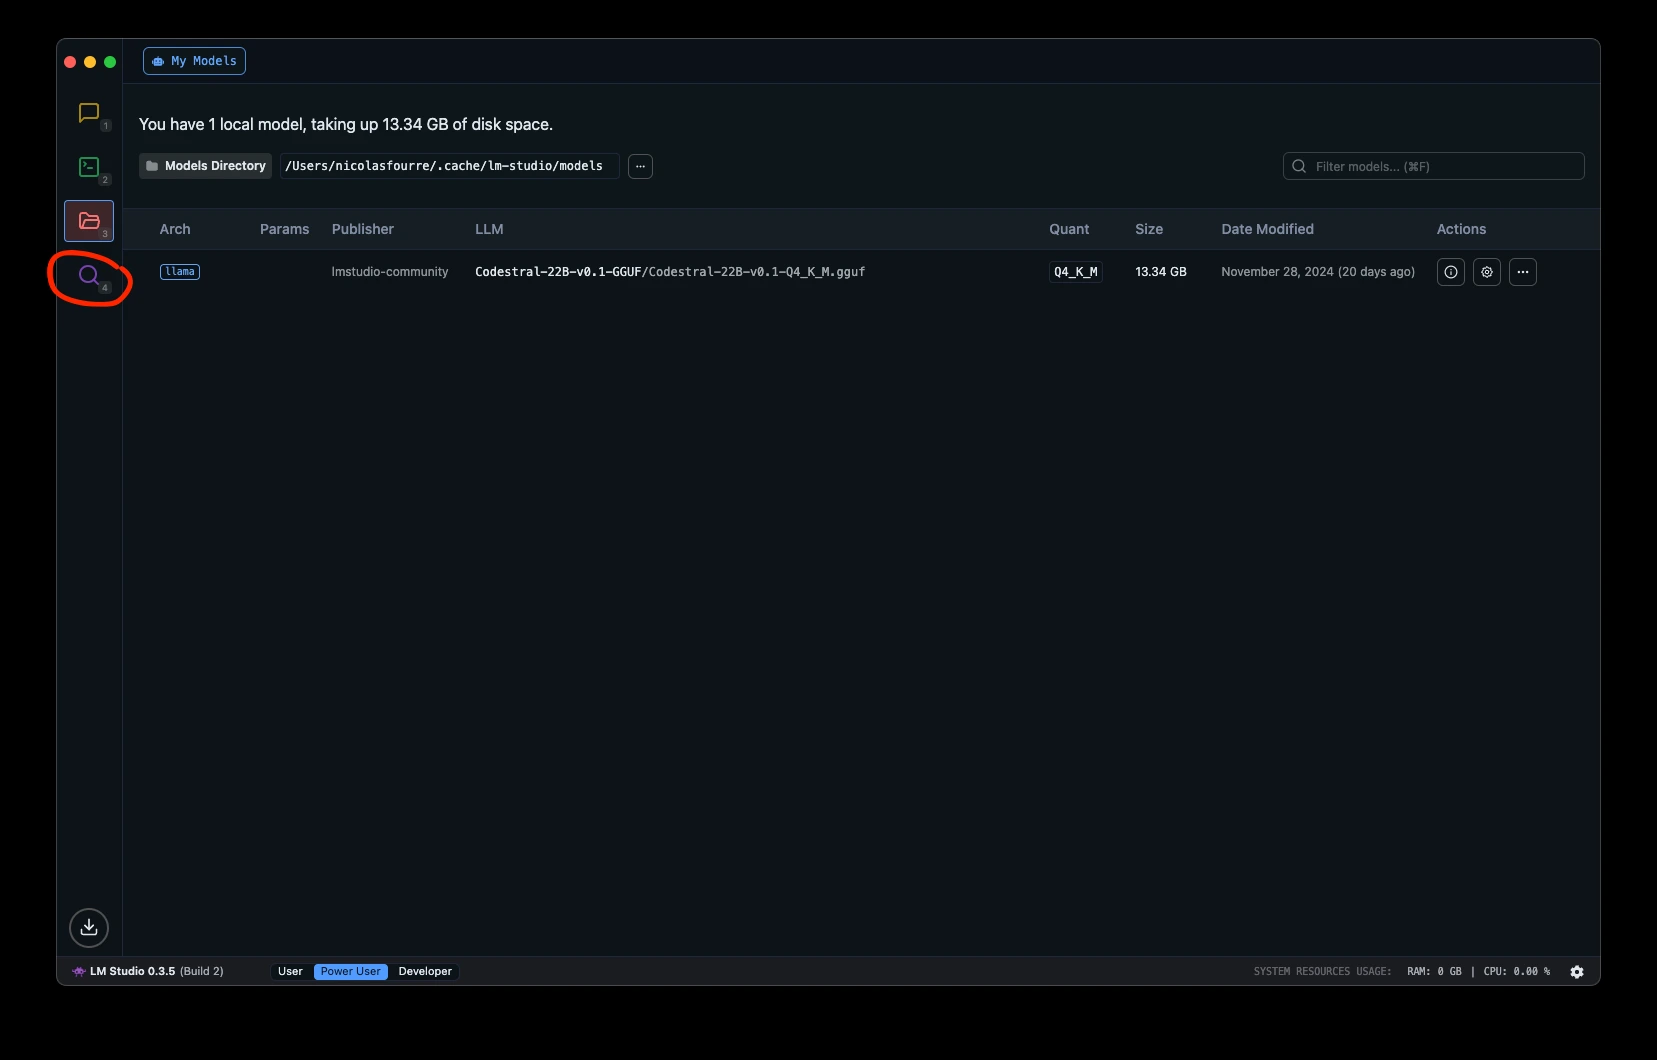 My Models
1
You have 1 local model, taking up 13.34 GB of disk space.
2
Models Directory /Users/nicolasfourre/.cache/lm-studio/models ... Filter models... (⌘F)
3
Arch Params Publisher LLM Quant Size Date Modified Actions
4
llama lmstudio-community Codestral-22B-v0.1-GGUF/Codestral-22B-v0.1-Q4_K_M.gguf Q4_K_M 13.34 GB November 28, 2024 (20 days ago) ...
LM Studio 0.3.5 (Build 2) User Power User Developer SYSTEM RESOURCES USAGE: RAM: 0 GB | CPU: 0.00 %